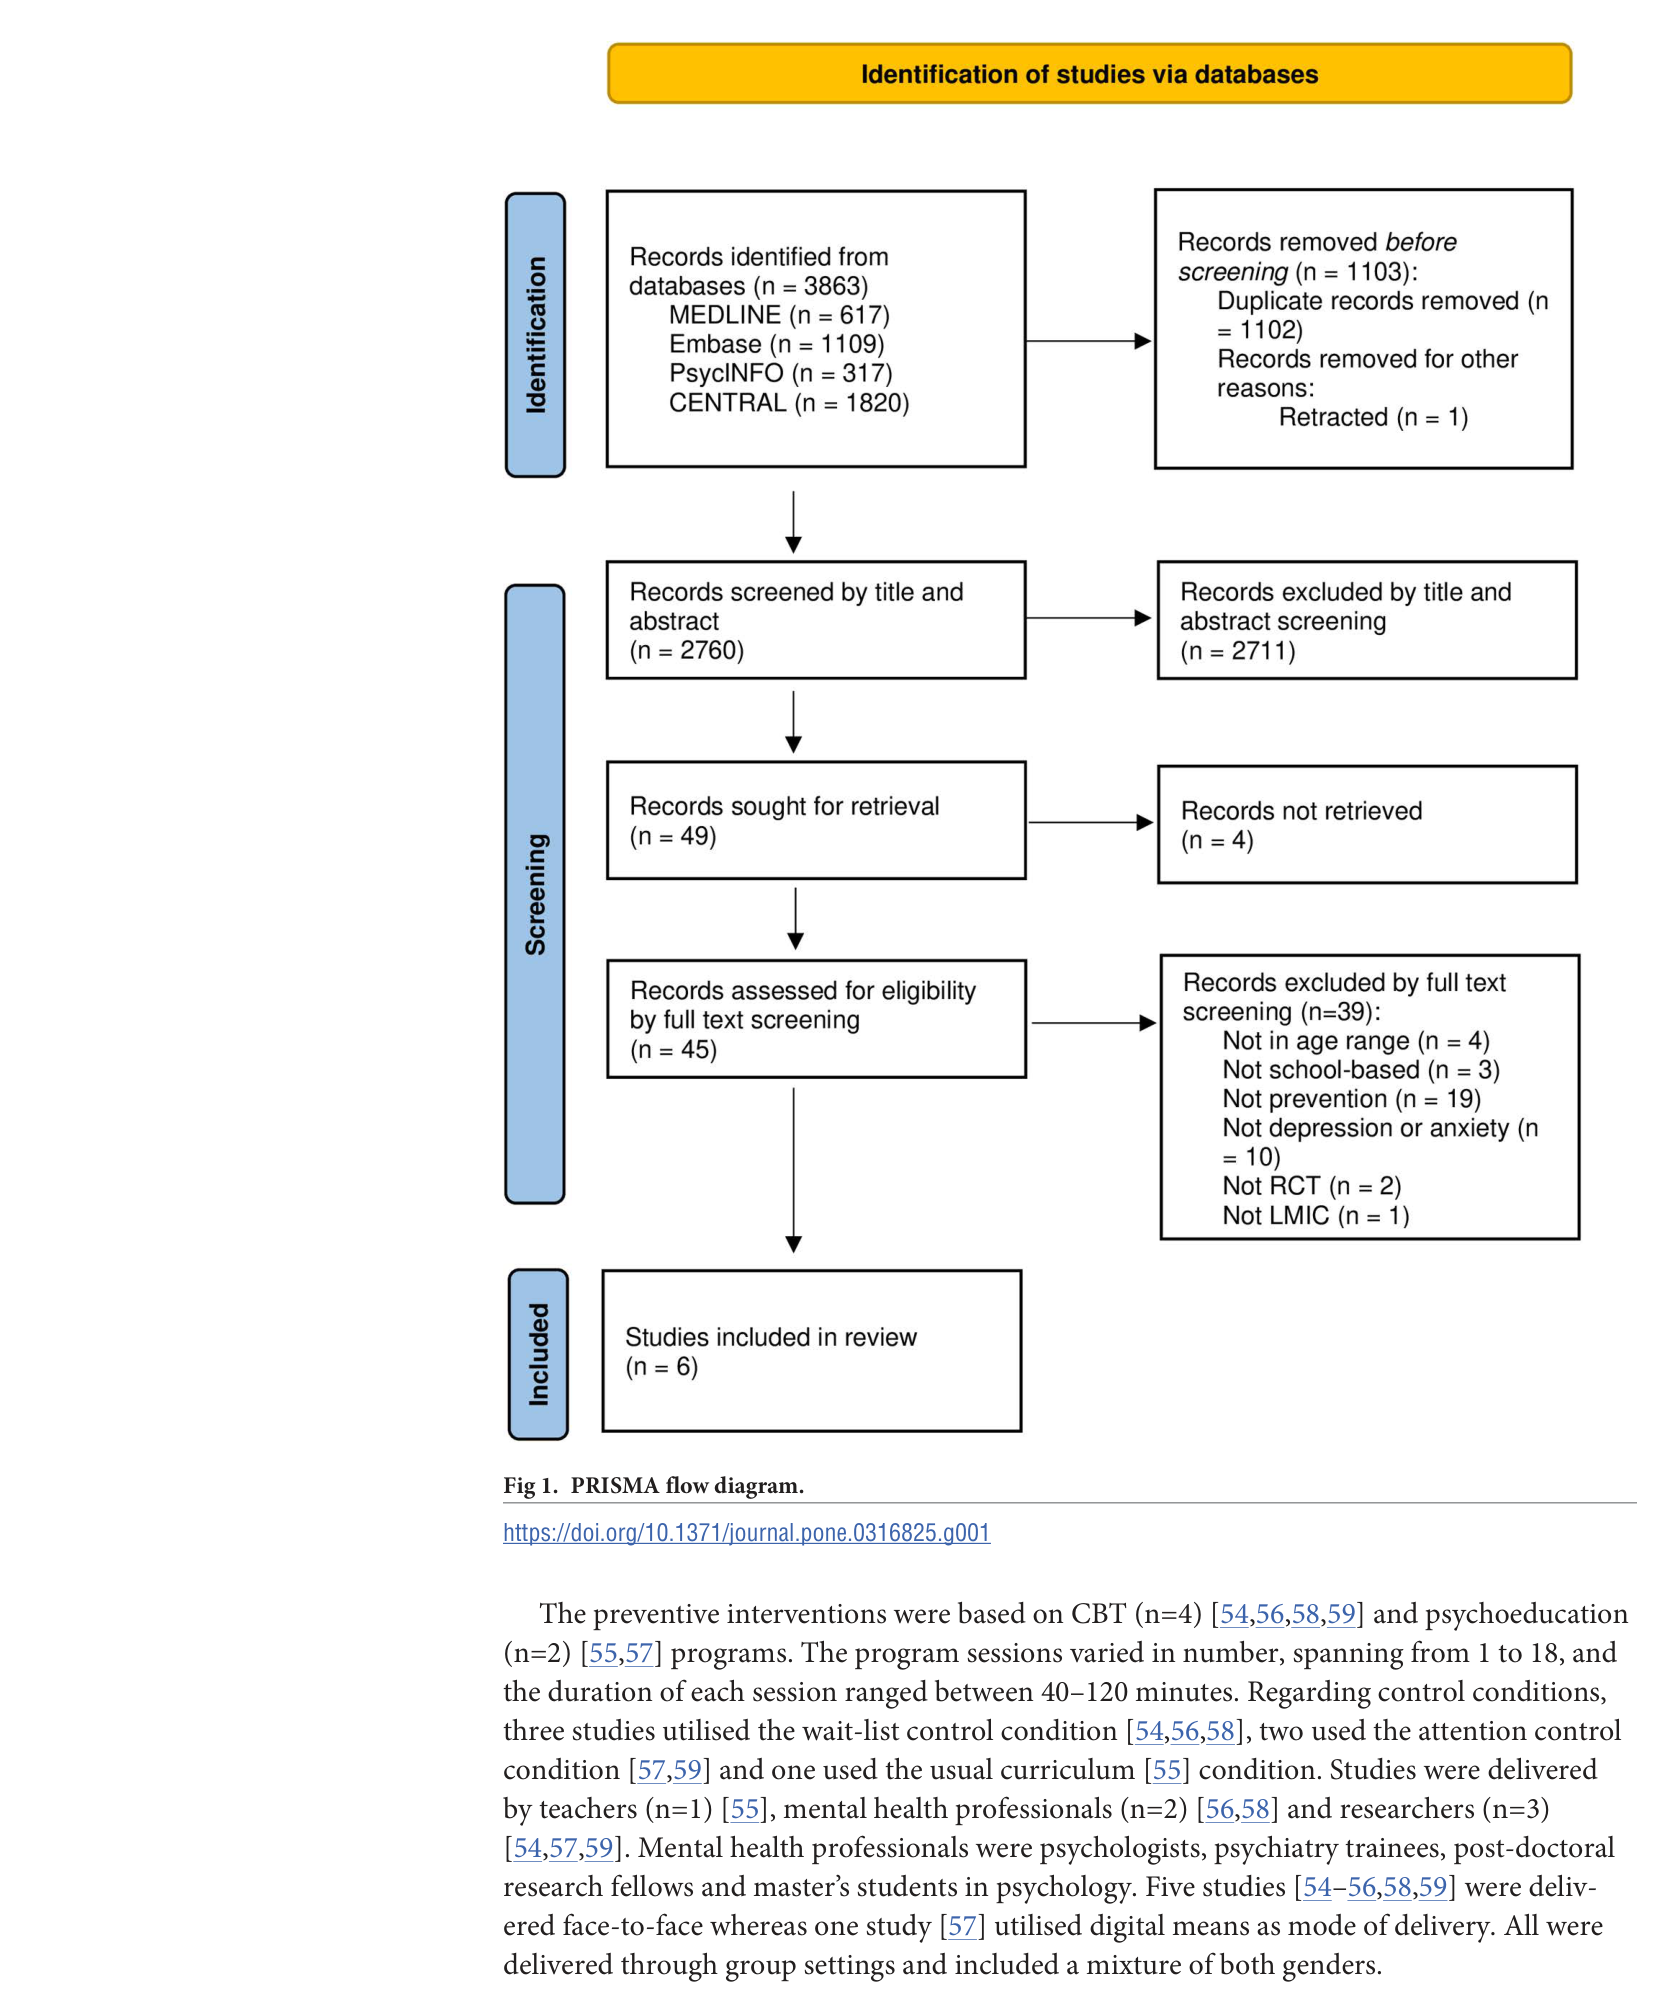 Identification of studies via databases
Identification
Records identified from
databases (n = 3863)
MEDLINE (n = 617)
Embase (n = 1109)
PsycINFO (n = 317)
CENTRAL (n = 1820)
Records removed before
screening (n = 1103):
Duplicate records removed (n
= 1102)
Records removed for other
reasons:
Retracted (n = 1)
Screening
Records screened by title and
abstract
(n = 2760)
Records excluded by title and
abstract screening
(n = 2711)
Records sought for retrieval
(n = 49)
Records not retrieved
(n = 4)
Records assessed for eligibility
by full text screening
(n = 45)
Records excluded by full text
screening (n=39):
Not in age range (n = 4)
Not school-based (n = 3)
Not prevention (n = 19)
Not depression or anxiety (n
= 10)
Not RCT (n = 2)
Not LMIC (n = 1)
Included
Studies included in review
(n = 6)
Fig 1. PRISMA flow diagram.
https://doi.org/10.1371/journal.pone.0316825.g001
The preventive interventions were based on CBT (n=4) [54,56,58,59] and psychoeducation
(n=2) [55,57] programs. The program sessions varied in number, spanning from 1 to 18, and
the duration of each session ranged between 40–120 minutes. Regarding control conditions,
three studies utilised the wait-list control condition [54,56,58], two used the attention control
condition [57,59] and one used the usual curriculum [55] condition. Studies were delivered
by teachers (n=1) [55], mental health professionals (n=2) [56,58] and researchers (n=3)
[54,57,59]. Mental health professionals were psychologists, psychiatry trainees, post-doctoral
research fellows and master’s students in psychology. Five studies [54–56,58,59] were deliv-
ered face-to-face whereas one study [57] utilised digital means as mode of delivery. All were
delivered through group settings and included a mixture of both genders.